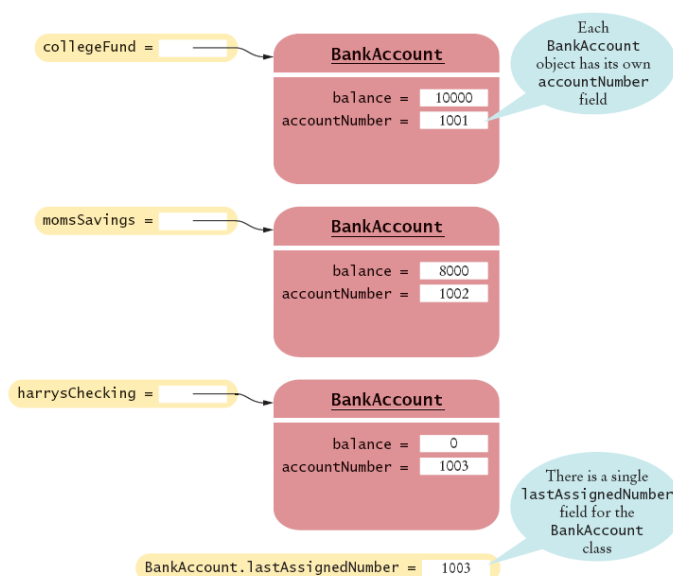 collegeFund =
BankAccount
balance = 10000
accountNumber = 1001
Each
BankAccount
object has its own
accountNumber
field
momsSavings =
BankAccount
balance = 8000
accountNumber = 1002
harrysChecking =
BankAccount
balance = 0
accountNumber = 1003
There is a single
lastAssignedNumber
field for the
BankAccount
class
BankAccount.lastAssignedNumber = 1003